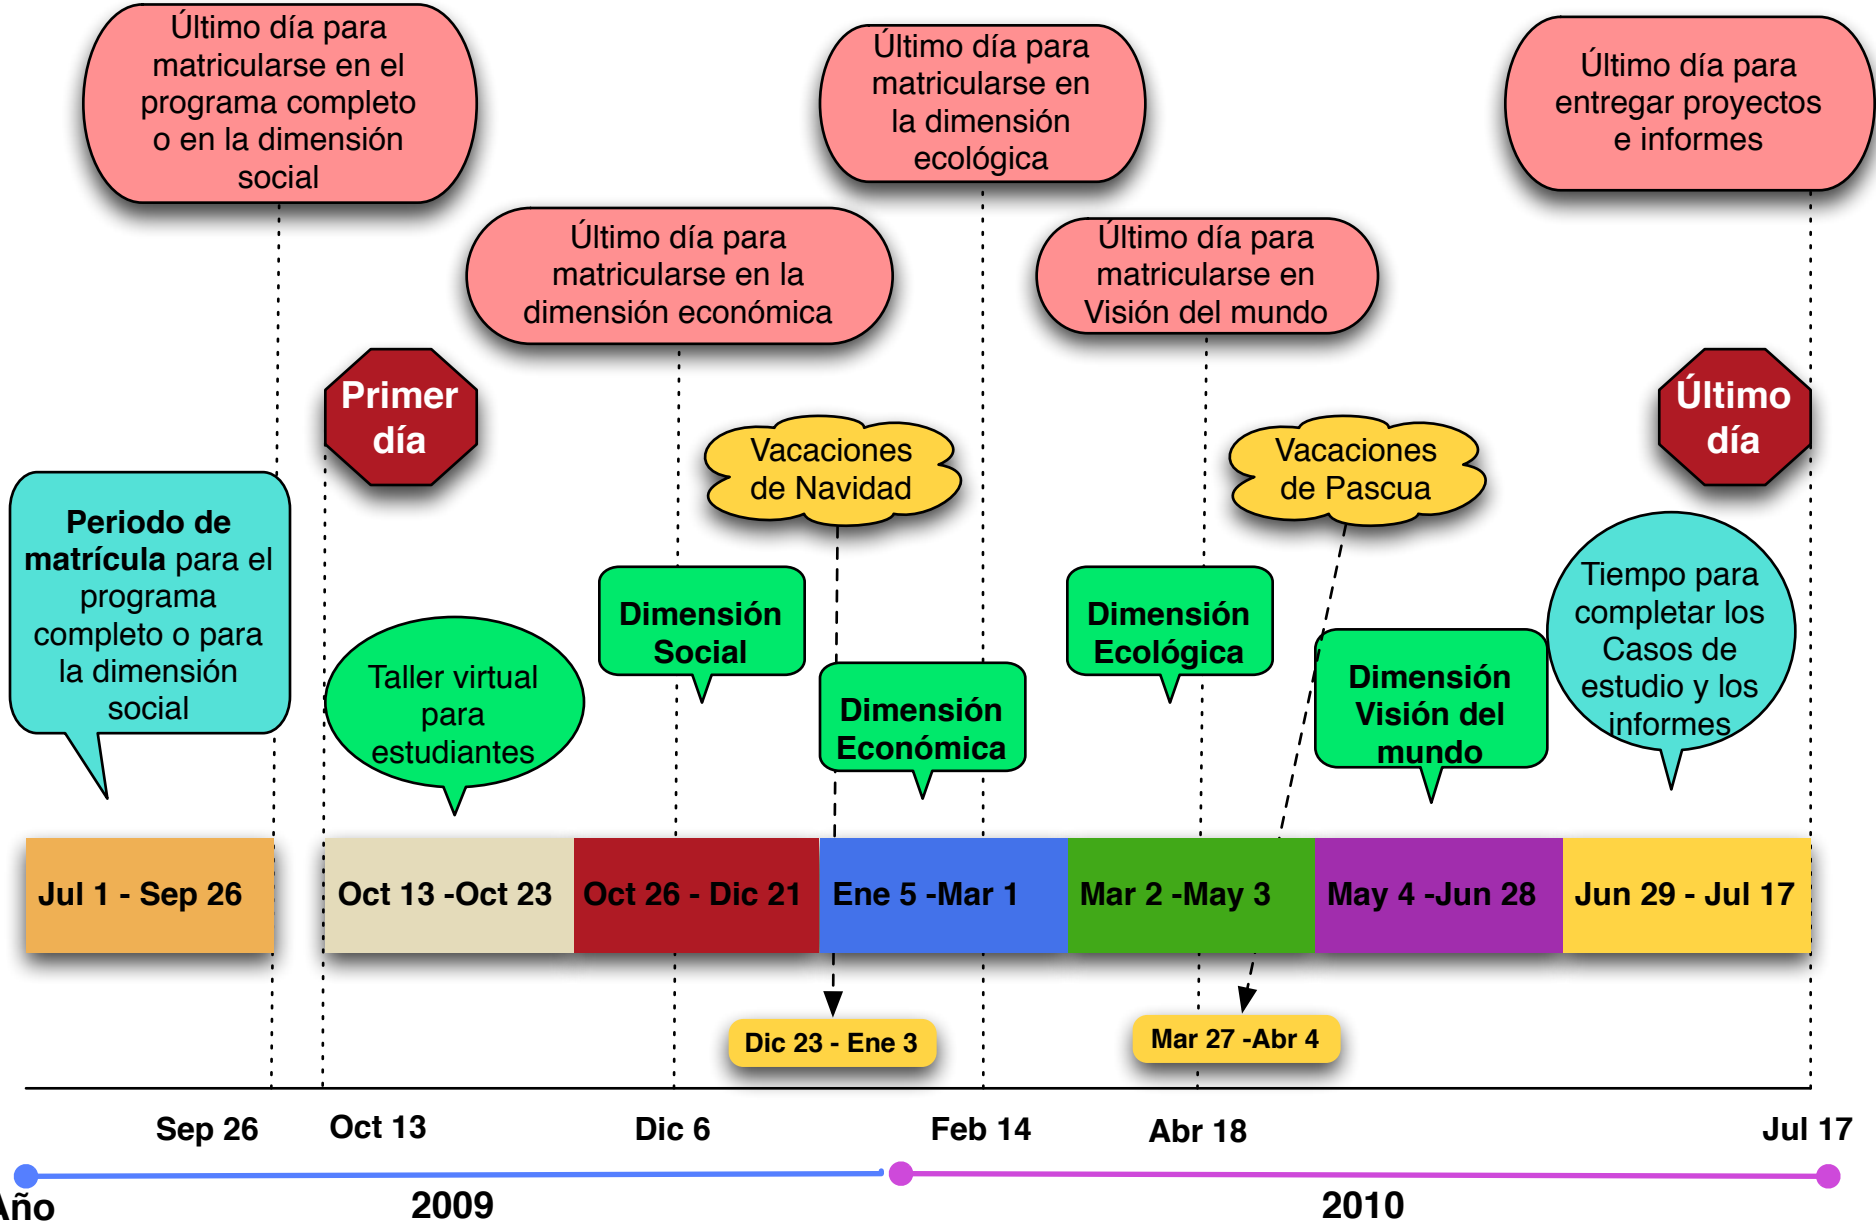 Último día para
matricularse en el
programa completo
o en la dimensión
social
Último día para
matricularse en
la dimensión
ecológica
Último día para
entregar proyectos
e informes
Último día para
matricularse en la
dimensión económica
Último día para
matricularse en
Visión del mundo
Primer
día
Último
día
Vacaciones
de Navidad
Vacaciones
de Pascua
Periodo de
matrícula para el
programa
completo o para
la dimensión
social
Taller virtual
para
estudiantes
Dimensión
Social
Dimensión
Económica
Dimensión
Ecológica
Dimensión
Visión del
mundo
Tiempo para
completar los
Casos de
estudio y los
informes
Jul 1 - Sep 26
Oct 13 -Oct 23
Oct 26 - Dic 21
Ene 5 -Mar 1
Mar 2 -May 3
May 4 -Jun 28
Jun 29 - Jul 17
Dic 23 - Ene 3
Mar 27 -Abr 4
Sep 26
Oct 13
Dic 6
Feb 14
Abr 18
Jul 17
Año
2009
2010